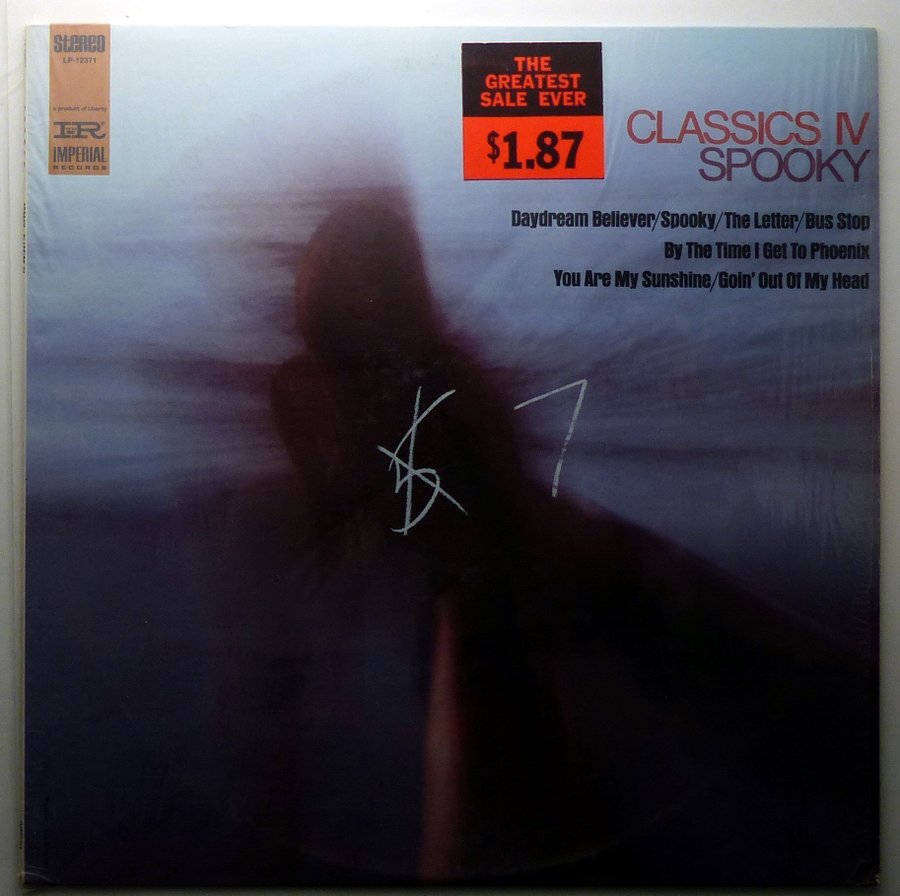 stereo
LP-12371
a product of Liberty
IR
IMPERIAL
RECORDS
THE
GREATEST
SALE EVER
$1.87
CLASSICS IV
SPOOKY
Daydream Believer/Spooky/The Letter/Bus Stop
By The Time I Get To Phoenix
You Are My Sunshine/Goin' Out Of My Head